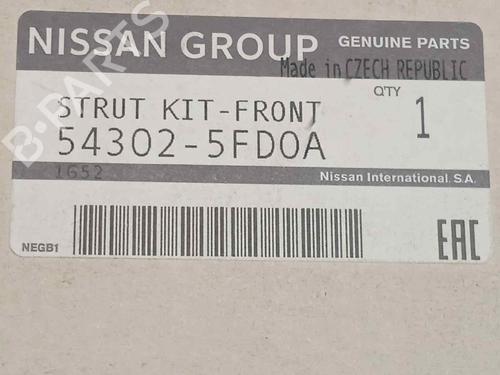 NISSAN GROUP
GENUINE PARTS
Made in CZECH REPUBLIC
STRUT KIT-FRONT
QTY
54302-5FD0A
1
1652
Nissan International. S.A.
NEGB1
EAC
B-PARTS